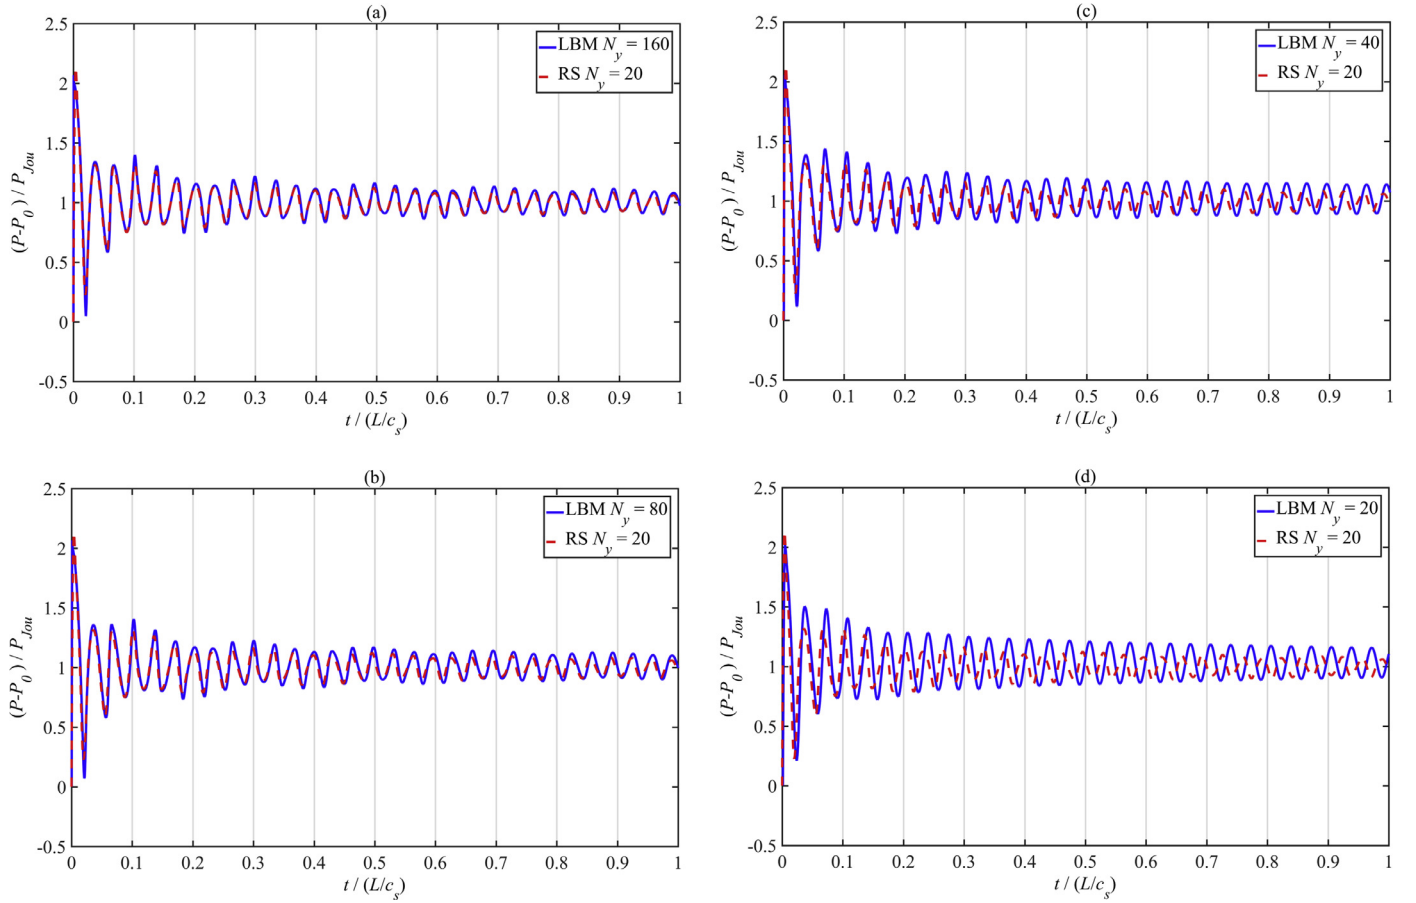 (a)
2.5
2
1.5
1
0.5
0
-0.5
(P-P0) / PJou
LBM Ny = 160
RS Ny = 20
0 0.1 0.2 0.3 0.4 0.5 0.6 0.7 0.8 0.9 1
t / (L/cs)
(c)
2.5
2
1.5
1
0.5
0
-0.5
(P-P0) / PJou
LBM Ny = 40
RS Ny = 20
0 0.1 0.2 0.3 0.4 0.5 0.6 0.7 0.8 0.9 1
t / (L/cs)
(b)
2.5
2
1.5
1
0.5
0
-0.5
(P-P0) / PJou
LBM Ny = 80
RS Ny = 20
0 0.1 0.2 0.3 0.4 0.5 0.6 0.7 0.8 0.9 1
t / (L/cs)
(d)
2.5
2
1.5
1
0.5
0
-0.5
(P-P0) / PJou
LBM Ny = 20
RS Ny = 20
0 0.1 0.2 0.3 0.4 0.5 0.6 0.7 0.8 0.9 1
t / (L/cs)